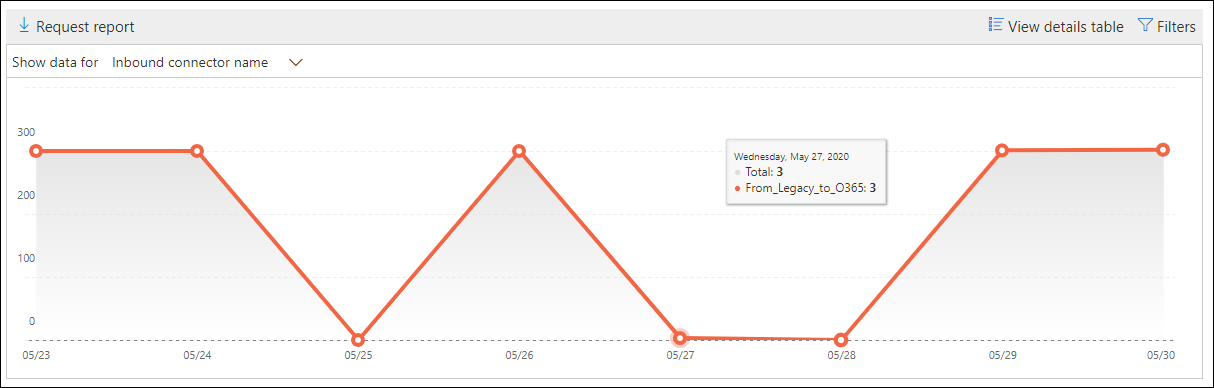 Request report View details table Filters
Show data for Inbound connector name
300
Wednesday, May 27, 2020
Total: 3
From_Legacy_to_O365: 3
200
100
0
05/23 05/24 05/25 05/26 05/27 05/28 05/29 05/30